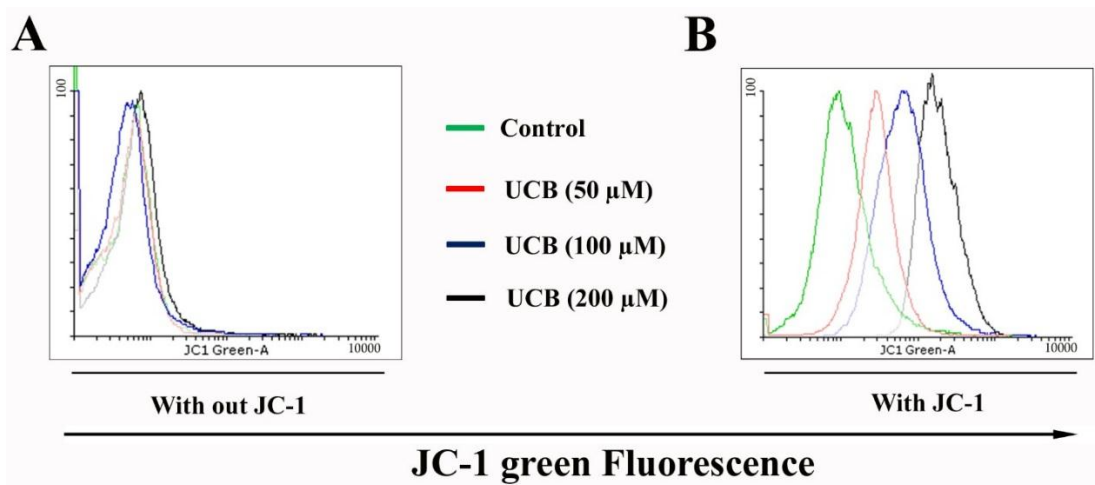 A
B
100
JC1 Green-A
10000
With out JC-1
Control
UCB (50 µM)
UCB (100 µM)
UCB (200 µM)
100
JC1 Green-A
10000
With JC-1
JC-1 green Fluorescence